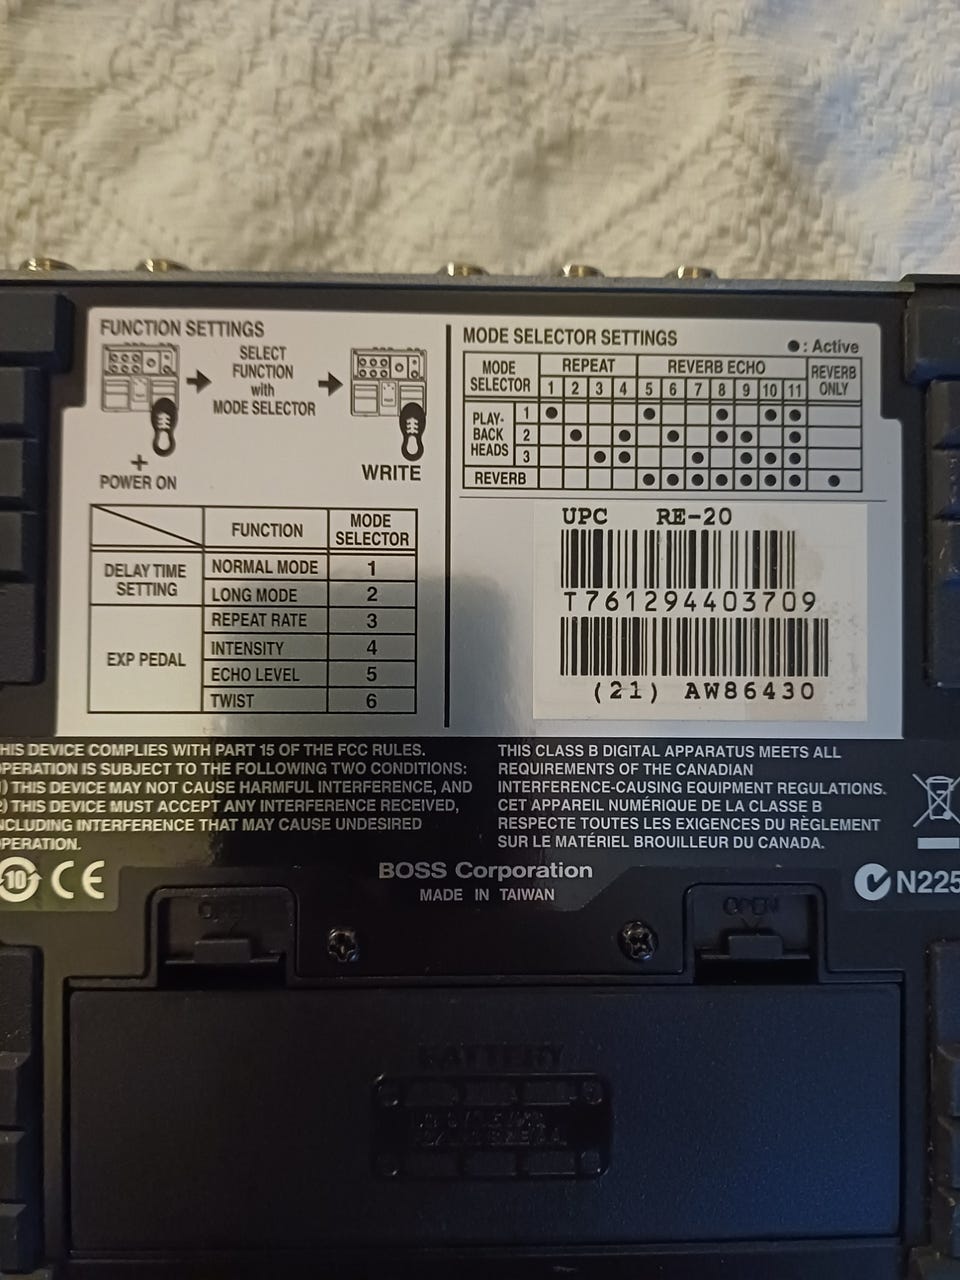 FUNCTION SETTINGS
SELECT
FUNCTION
with
MODE SELECTOR
+
POWER ON
WRITE
FUNCTION MODE SELECTOR
DELAY TIME SETTING
NORMAL MODE 1
LONG MODE 2
EXP PEDAL
REPEAT RATE 3
INTENSITY 4
ECHO LEVEL 5
TWIST 6
MODE SELECTOR SETTINGS
●: Active
MODE SELECTOR REPEAT REVERB ECHO REVERB ONLY
1 2 3 4 5 6 7 8 9 10 11
PLAY-BACK HEADS
1 ● ● ● ● ●
2 ● ● ● ● ● ●
3 ● ● ● ● ● ●
REVERB ● ● ● ● ● ● ● ●
UPC RE-20
T761294403709
(21) AW86430
HIS DEVICE COMPLIES WITH PART 15 OF THE FCC RULES.
PERATION IS SUBJECT TO THE FOLLOWING TWO CONDITIONS:
) THIS DEVICE MAY NOT CAUSE HARMFUL INTERFERENCE, AND
) THIS DEVICE MUST ACCEPT ANY INTERFERENCE RECEIVED,
NCLUDING INTERFERENCE THAT MAY CAUSE UNDESIRED
PERATION.
THIS CLASS B DIGITAL APPARATUS MEETS ALL
REQUIREMENTS OF THE CANADIAN
INTERFERENCE-CAUSING EQUIPMENT REGULATIONS.
CET APPAREIL NUMÉRIQUE DE LA CLASSE B
RESPECTE TOUTES LES EXIGENCES DU RÈGLEMENT
SUR LE MATÉRIEL BROUILLEUR DU CANADA.
10 CE
BOSS Corporation
MADE IN TAIWAN
N225
OPEN
OPEN
BATTERY